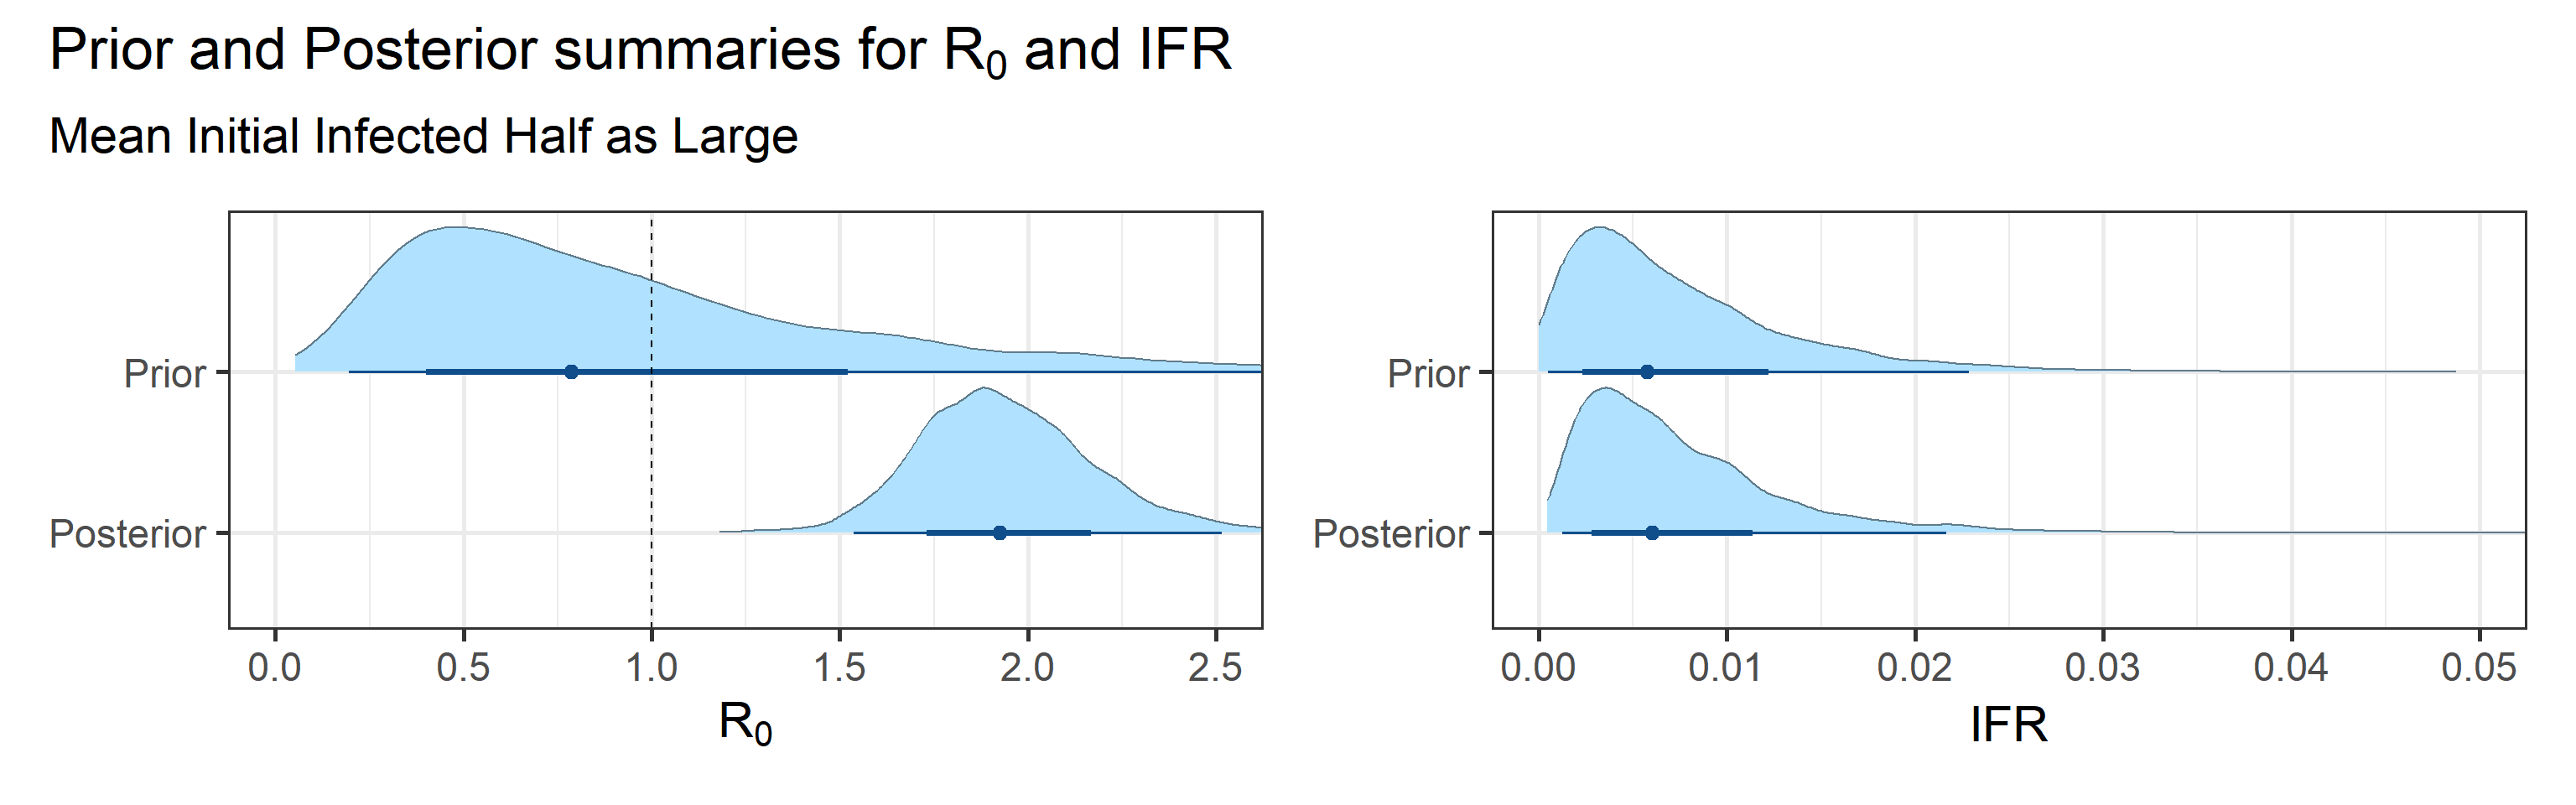 Prior and Posterior summaries for R₀ and IFR
Mean Initial Infected Half as Large
Prior
Posterior
0.0 0.5 1.0 1.5 2.0 2.5
R₀
Prior
Posterior
0.00 0.01 0.02 0.03 0.04 0.05
IFR